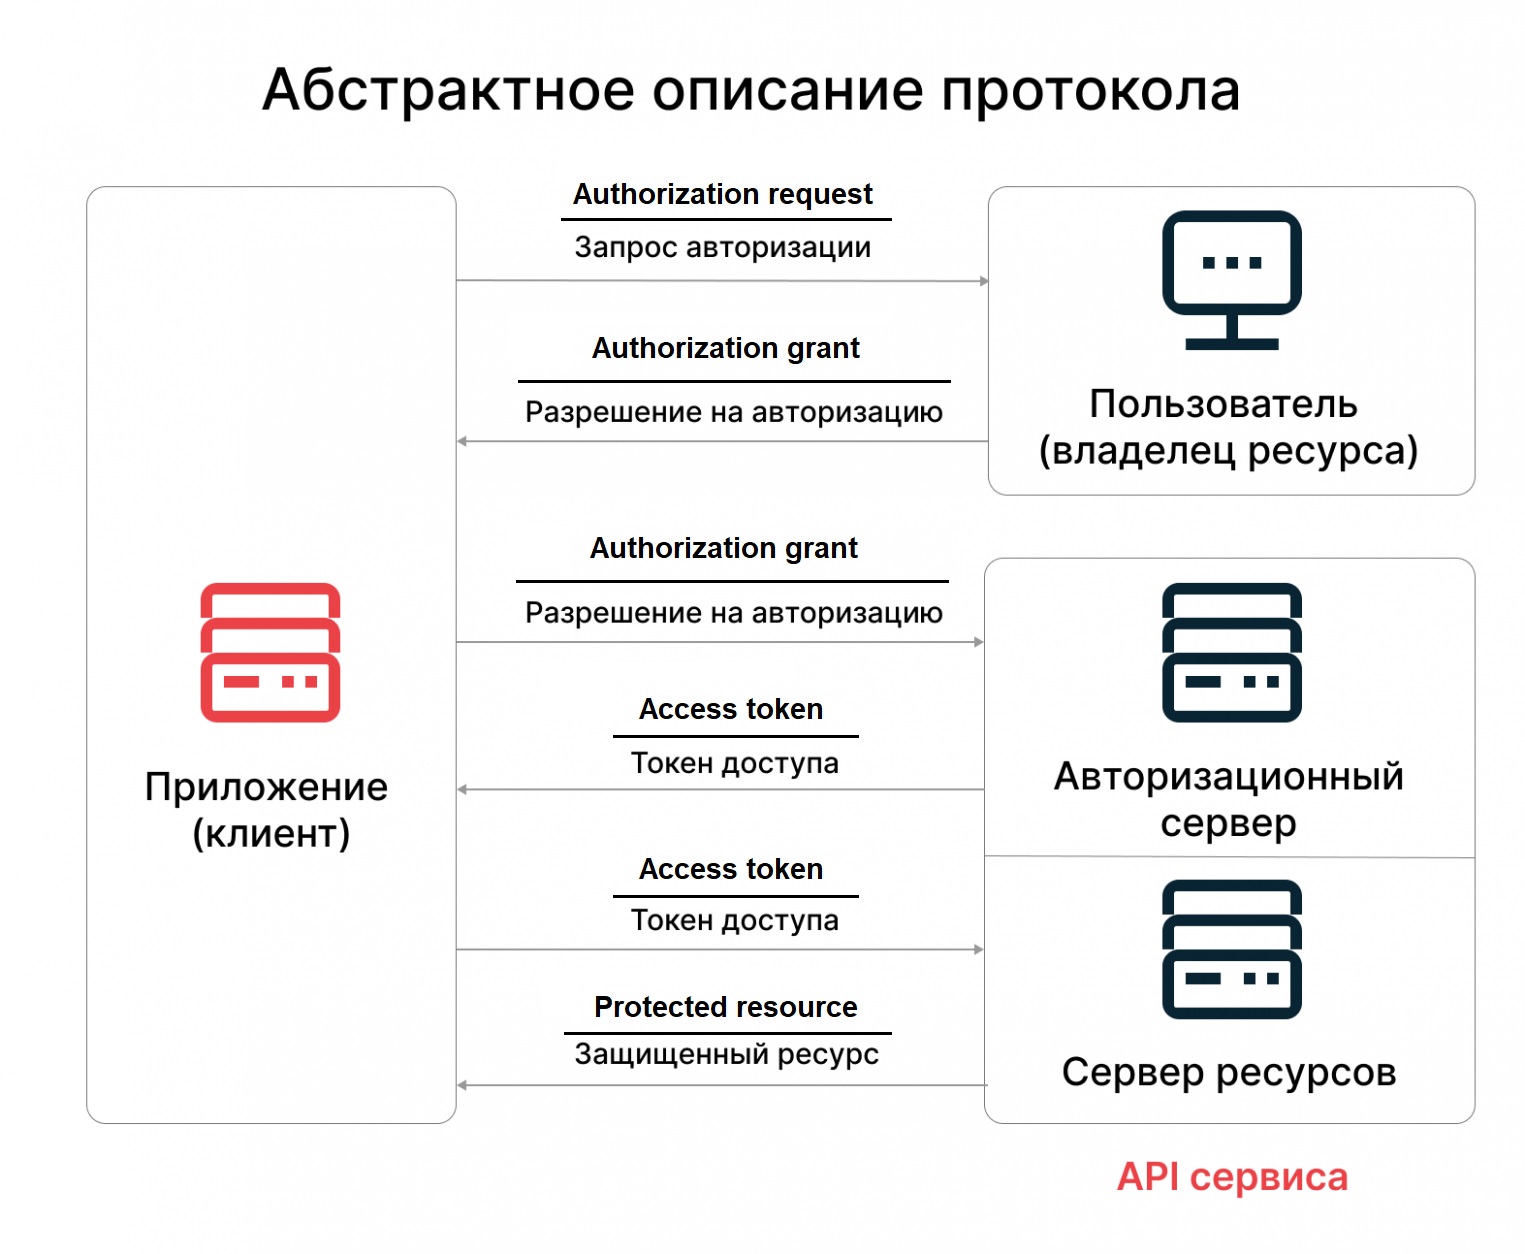 Абстрактное описание протокола
Authorization request
Запрос авторизации
Authorization grant
Разрешение на авторизацию
Пользователь
(владелец ресурса)
Authorization grant
Разрешение на авторизацию
Access token
Токен доступа
Приложение
(клиент)
Авторизационный
сервер
Access token
Токен доступа
Protected resource
Защищенный ресурс
Сервер ресурсов
API сервиса